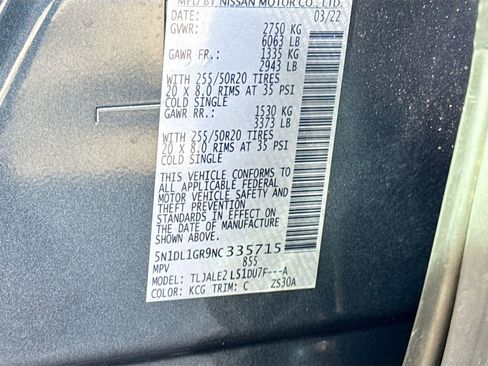 MFD BY NISSAN MOTOR CO., LTD.
DATE: 03/22
GVWR: 2750 KG
6063 LB
GAWR FR.: 1335 KG
2943 LB
WITH 255/50R20 TIRES
20 x 8.0 RIMS AT 35 PSI
COLD SINGLE
GAWR RR.: 1530 KG
3373 LB
WITH 255/50R20 TIRES
20 x 8.0 RIMS AT 35 PSI
COLD SINGLE
THIS VEHICLE CONFORMS TO
ALL APPLICABLE FEDERAL
MOTOR VEHICLE SAFETY AND
THEFT PREVENTION
STANDARDS IN EFFECT ON
THE DATE OF MANUFACTURE
SHOWN ABOVE.
5N1DL1GR9NC335715
MPV 855
MODEL: TLJALE2L51DU7F---A
COLOR: KCG TRIM: C ZS30A